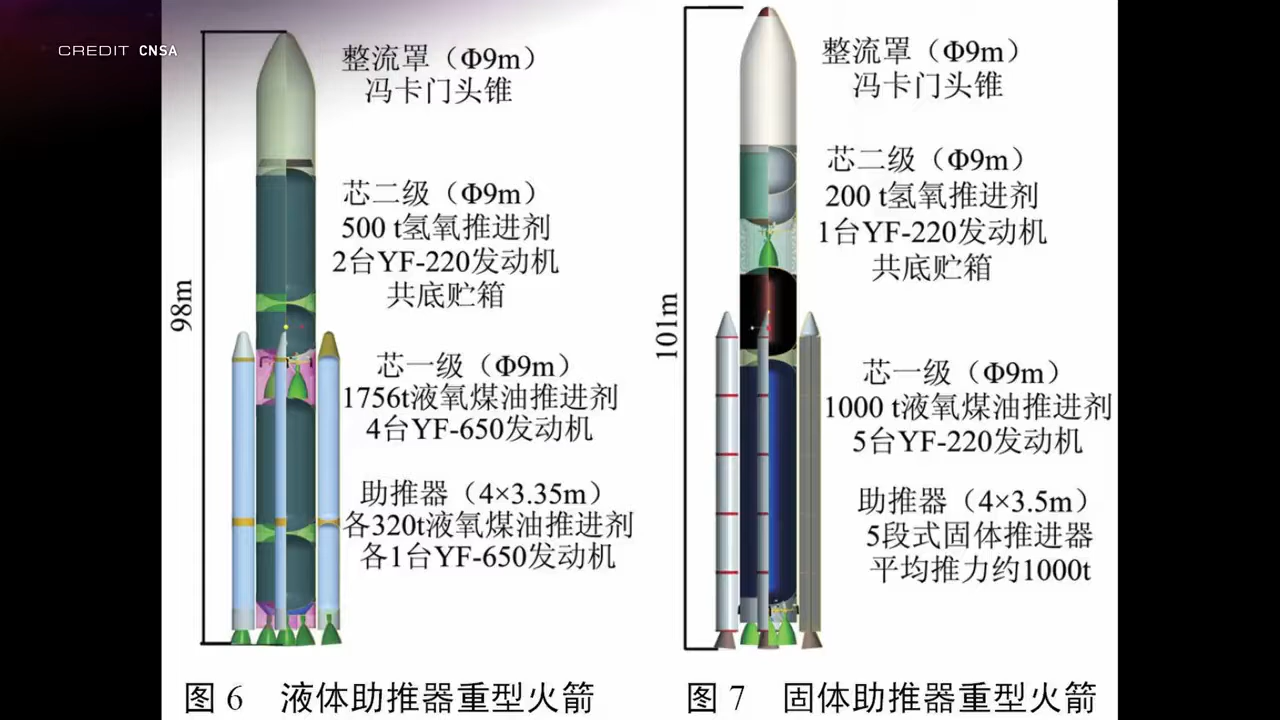 CREDIT CNSA
98m
整流罩（Φ9m）
冯卡门头锥
芯二级（Φ9m）
500 t氢氧推进剂
2台YF-220发动机
共底贮箱
芯一级（Φ9m）
1756t液氧煤油推进剂
4台YF-650发动机
助推器（4×3.35m）
各320t液氧煤油推进剂
各1台YF-650发动机
图 6 液体助推器重型火箭
101m
整流罩（Φ9m）
冯卡门头锥
芯二级（Φ9m）
200 t氢氧推进剂
1台YF-220发动机
共底贮箱
芯一级（Φ9m）
1000 t液氧煤油推进剂
5台YF-220发动机
助推器（4×3.5m）
5段式固体推进器
平均推力约1000t
图 7 固体助推器重型火箭